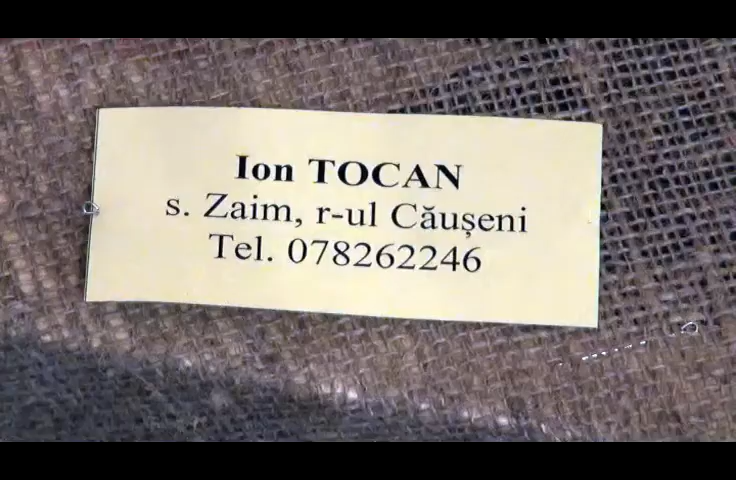 Ion TOCAN
s. Zaim, r-ul Căușeni
Tel. 078262246